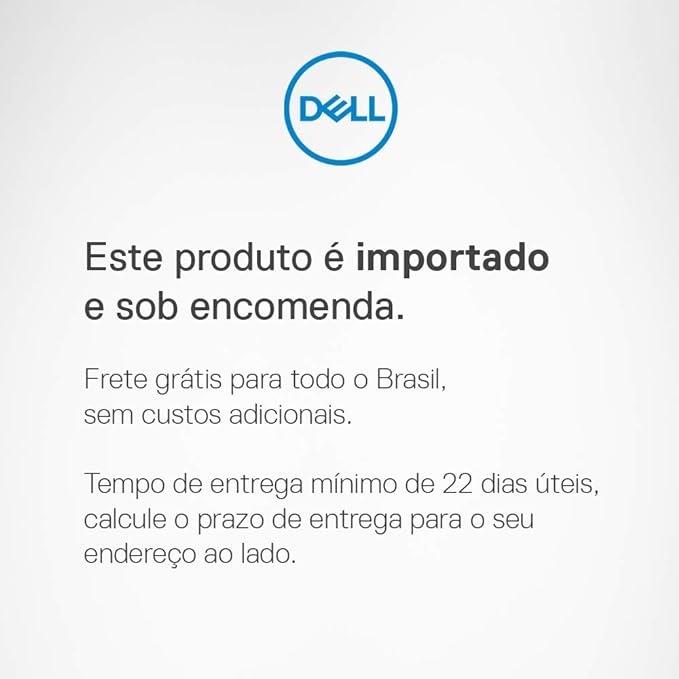 DELL
Este produto é importado
e sob encomenda.
Frete grátis para todo o Brasil,
sem custos adicionais.
Tempo de entrega mínimo de 22 dias úteis,
calcule o prazo de entrega para o seu
endereço ao lado.